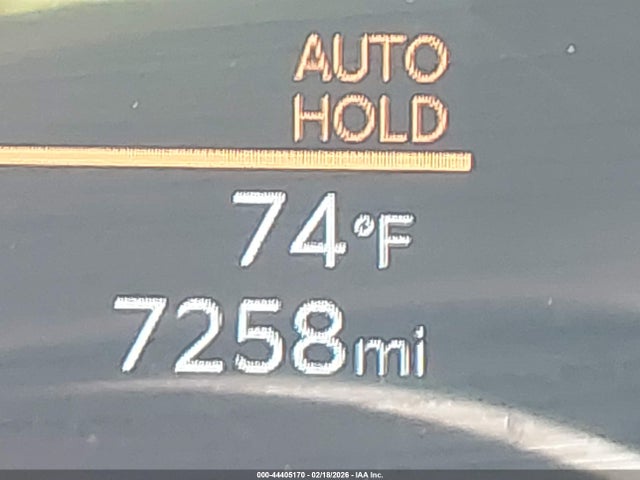 AUTO
HOLD
74°F
7258mi
000-44405170 - 02/18/2026 - IAA Inc.